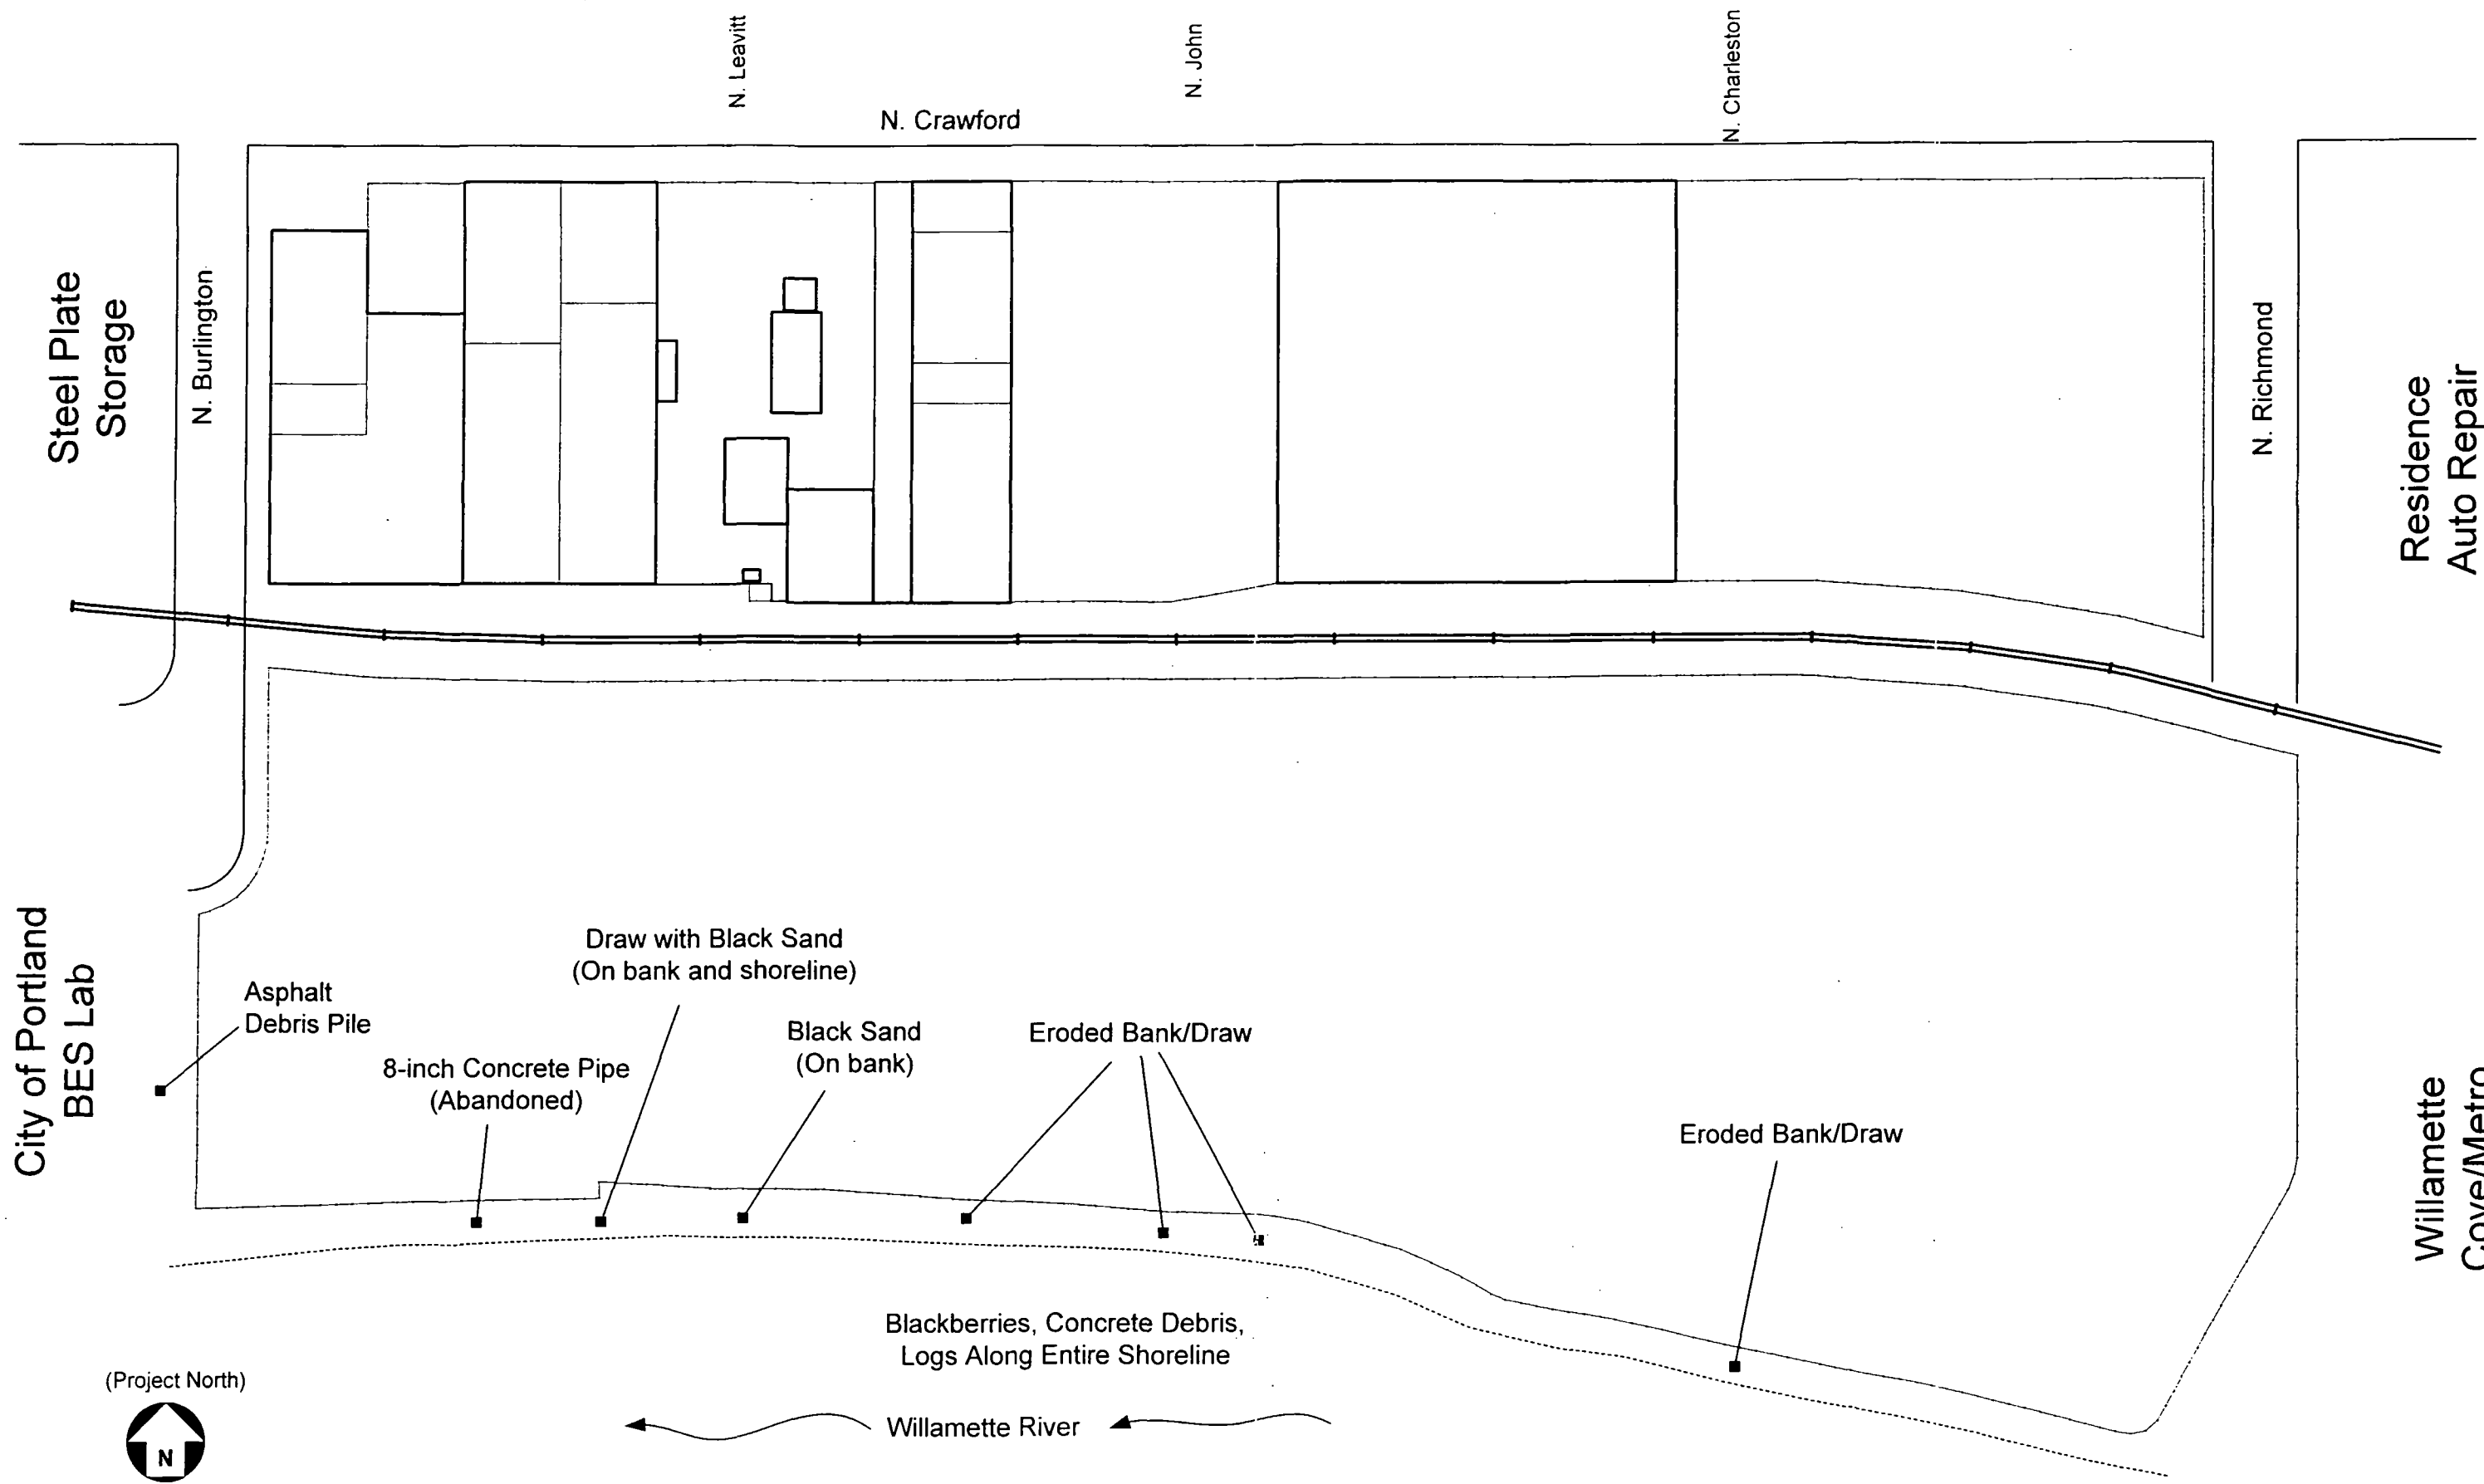 N. Leavitt
N. John
N. Charleston
N. Crawford
Steel Plate
Storage
N. Burlington
N. Richmond
Residence
Auto Repair
City of Portland
BES Lab
Asphalt
Debris Pile
Draw with Black Sand
(On bank and shoreline)
8-inch Concrete Pipe
(Abandoned)
Black Sand
(On bank)
Eroded Bank/Draw
Eroded Bank/Draw
Willamette
Cove/Metro
Blackberries, Concrete Debris,
Logs Along Entire Shoreline
Willamette River
(Project North)
N